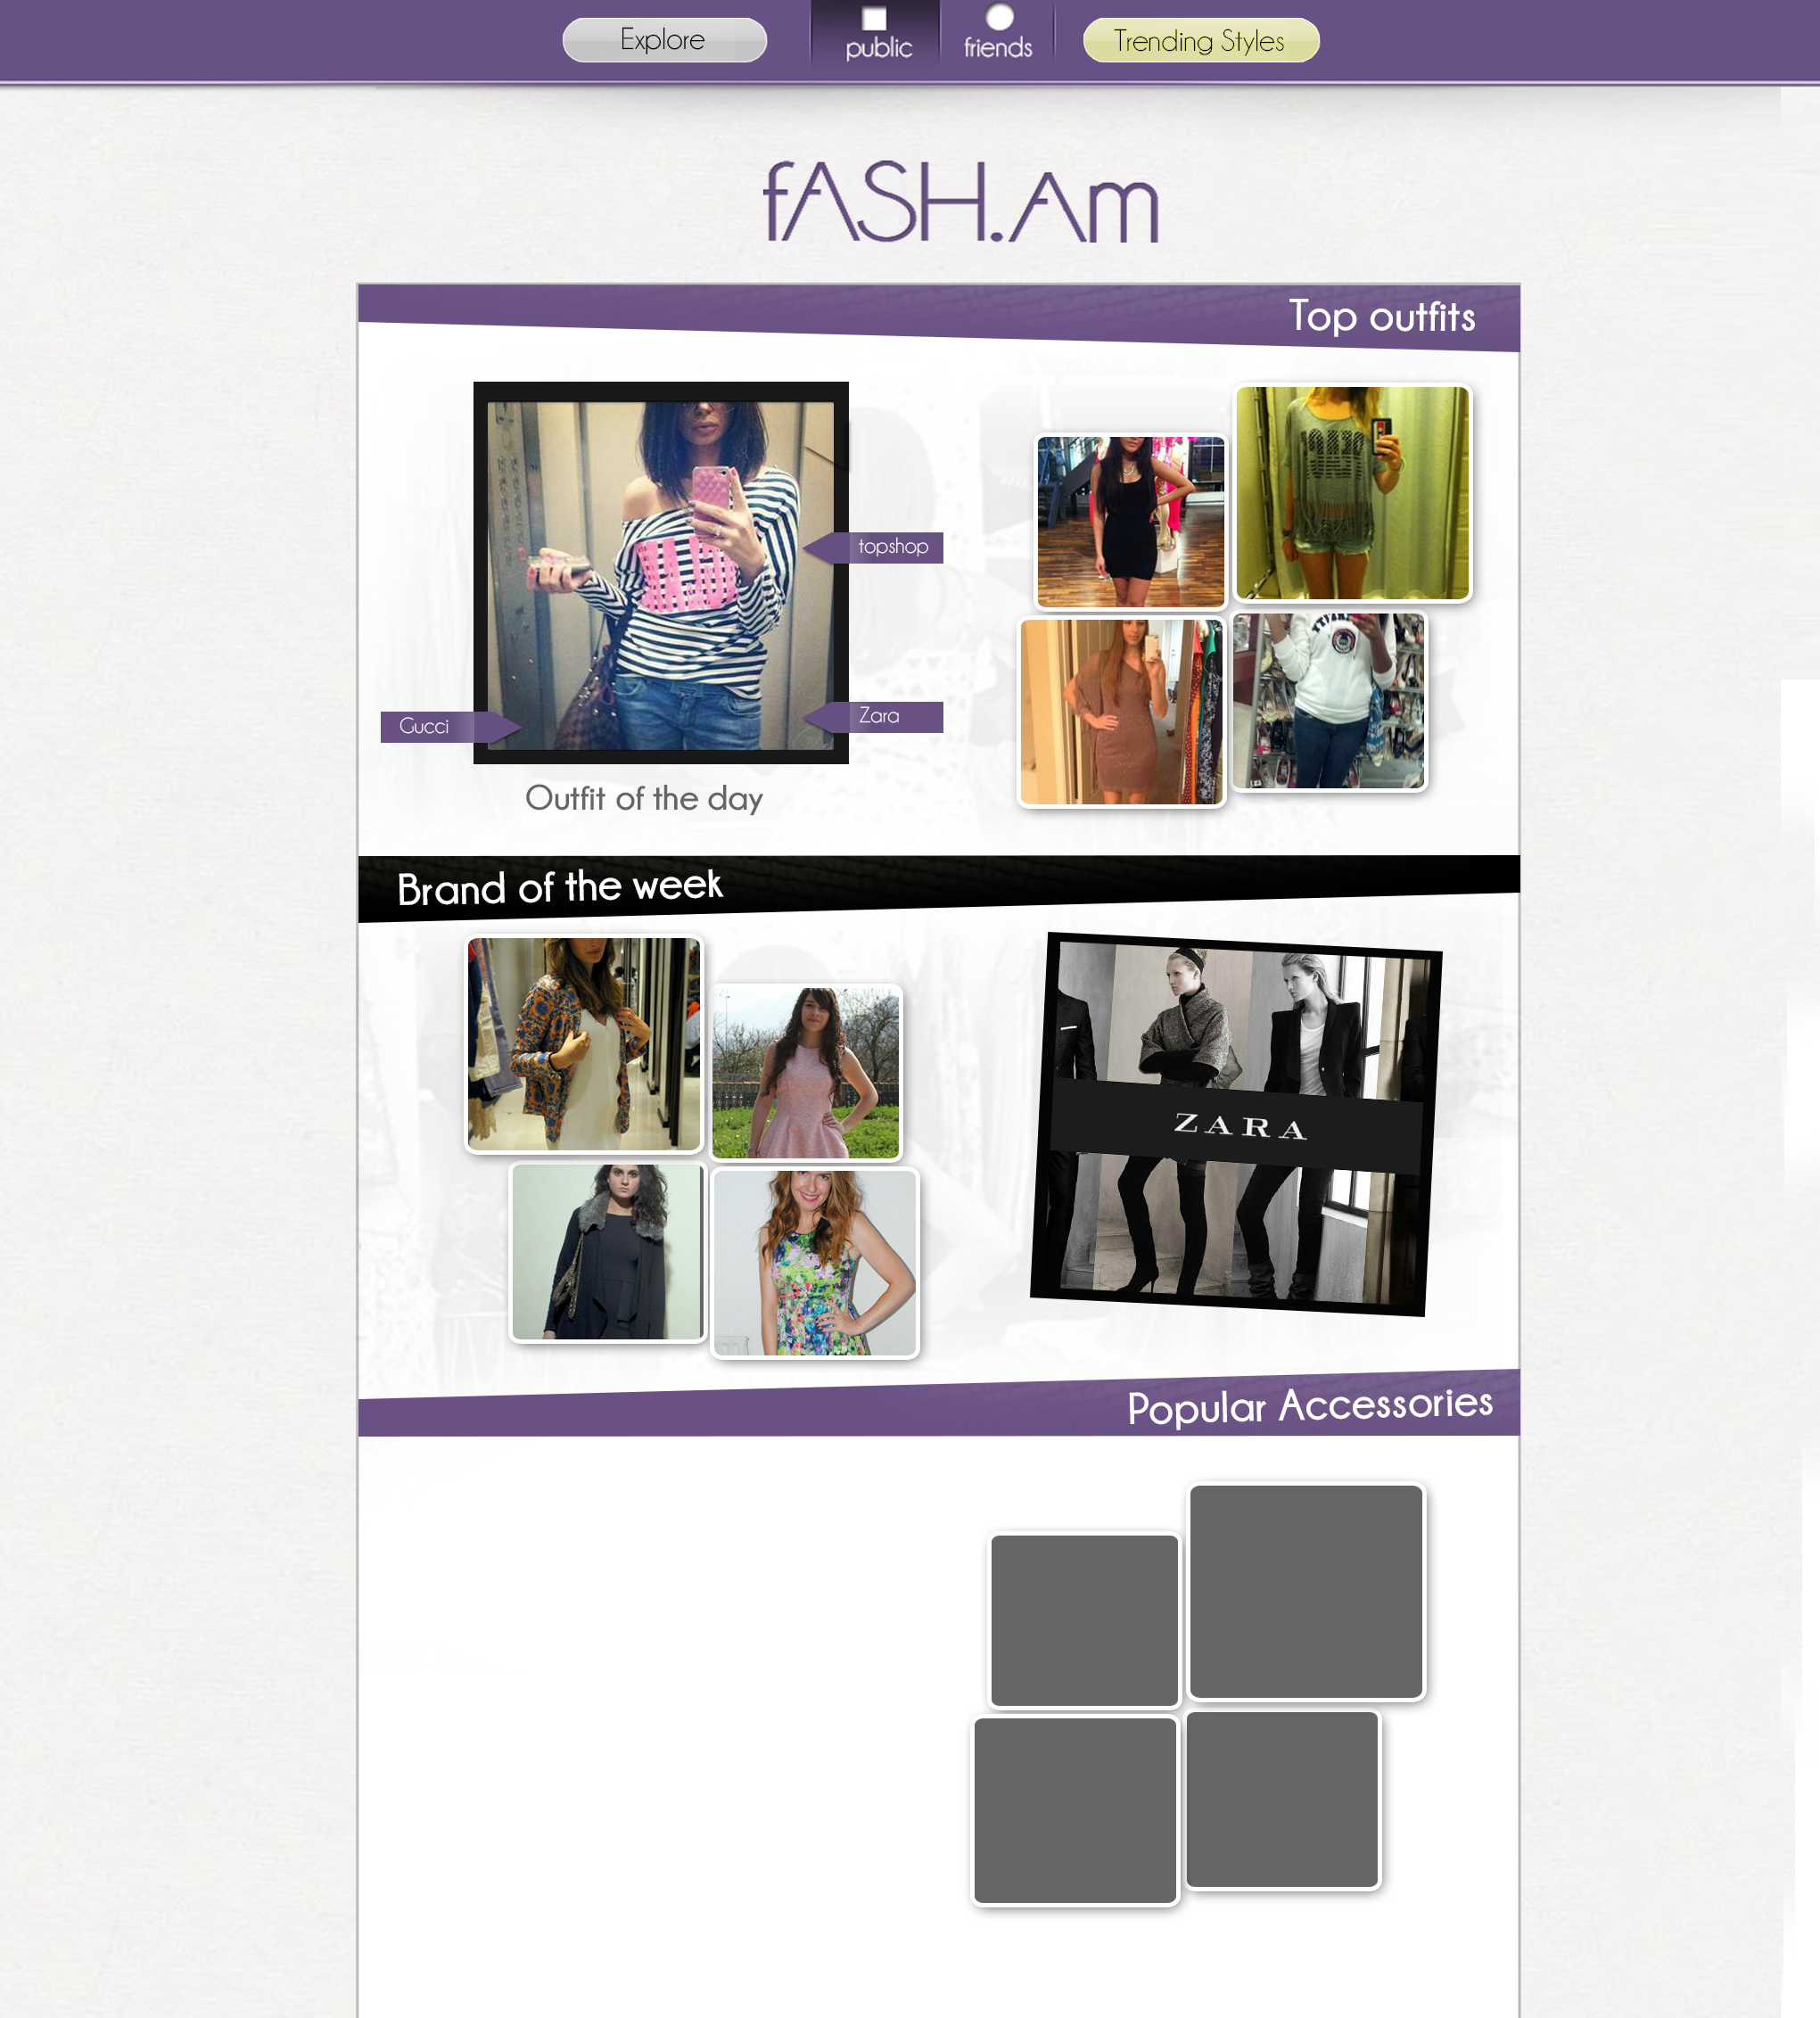 Explore
public
friends
Trending Styles
fASH.Am
Top outfits
topshop
Gucci
Zara
Outfit of the day
Brand of the week
ZARA
Popular Accessories